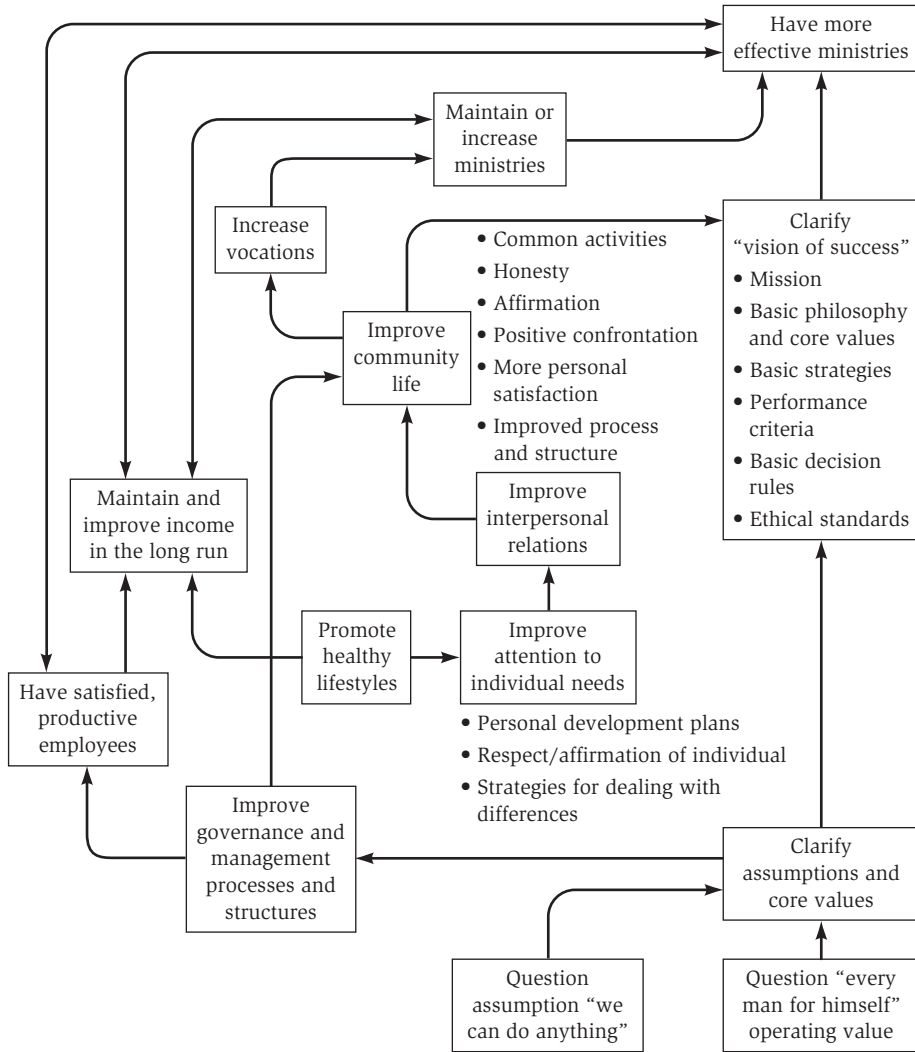 Have more
effective ministries
Maintain or
increase
ministries
Increase
vocations
• Common activities
• Honesty
• Affirmation
• Positive confrontation
• More personal
satisfaction
• Improved process
and structure
Clarify
“vision of success”
• Mission
• Basic philosophy
and core values
• Basic strategies
• Performance
criteria
• Basic decision
rules
• Ethical standards
Improve
community
life
Maintain and
improve income
in the long run
Improve
interpersonal
relations
Promote
healthy
lifestyles
Improve
attention to
individual needs
• Personal development plans
• Respect/affirmation of individual
• Strategies for dealing with
differences
Have satisfied,
productive
employees
Improve
governance and
management
processes and
structures
Clarify
assumptions and
core values
Question
assumption “we
can do anything”
Question “every
man for himself”
operating value